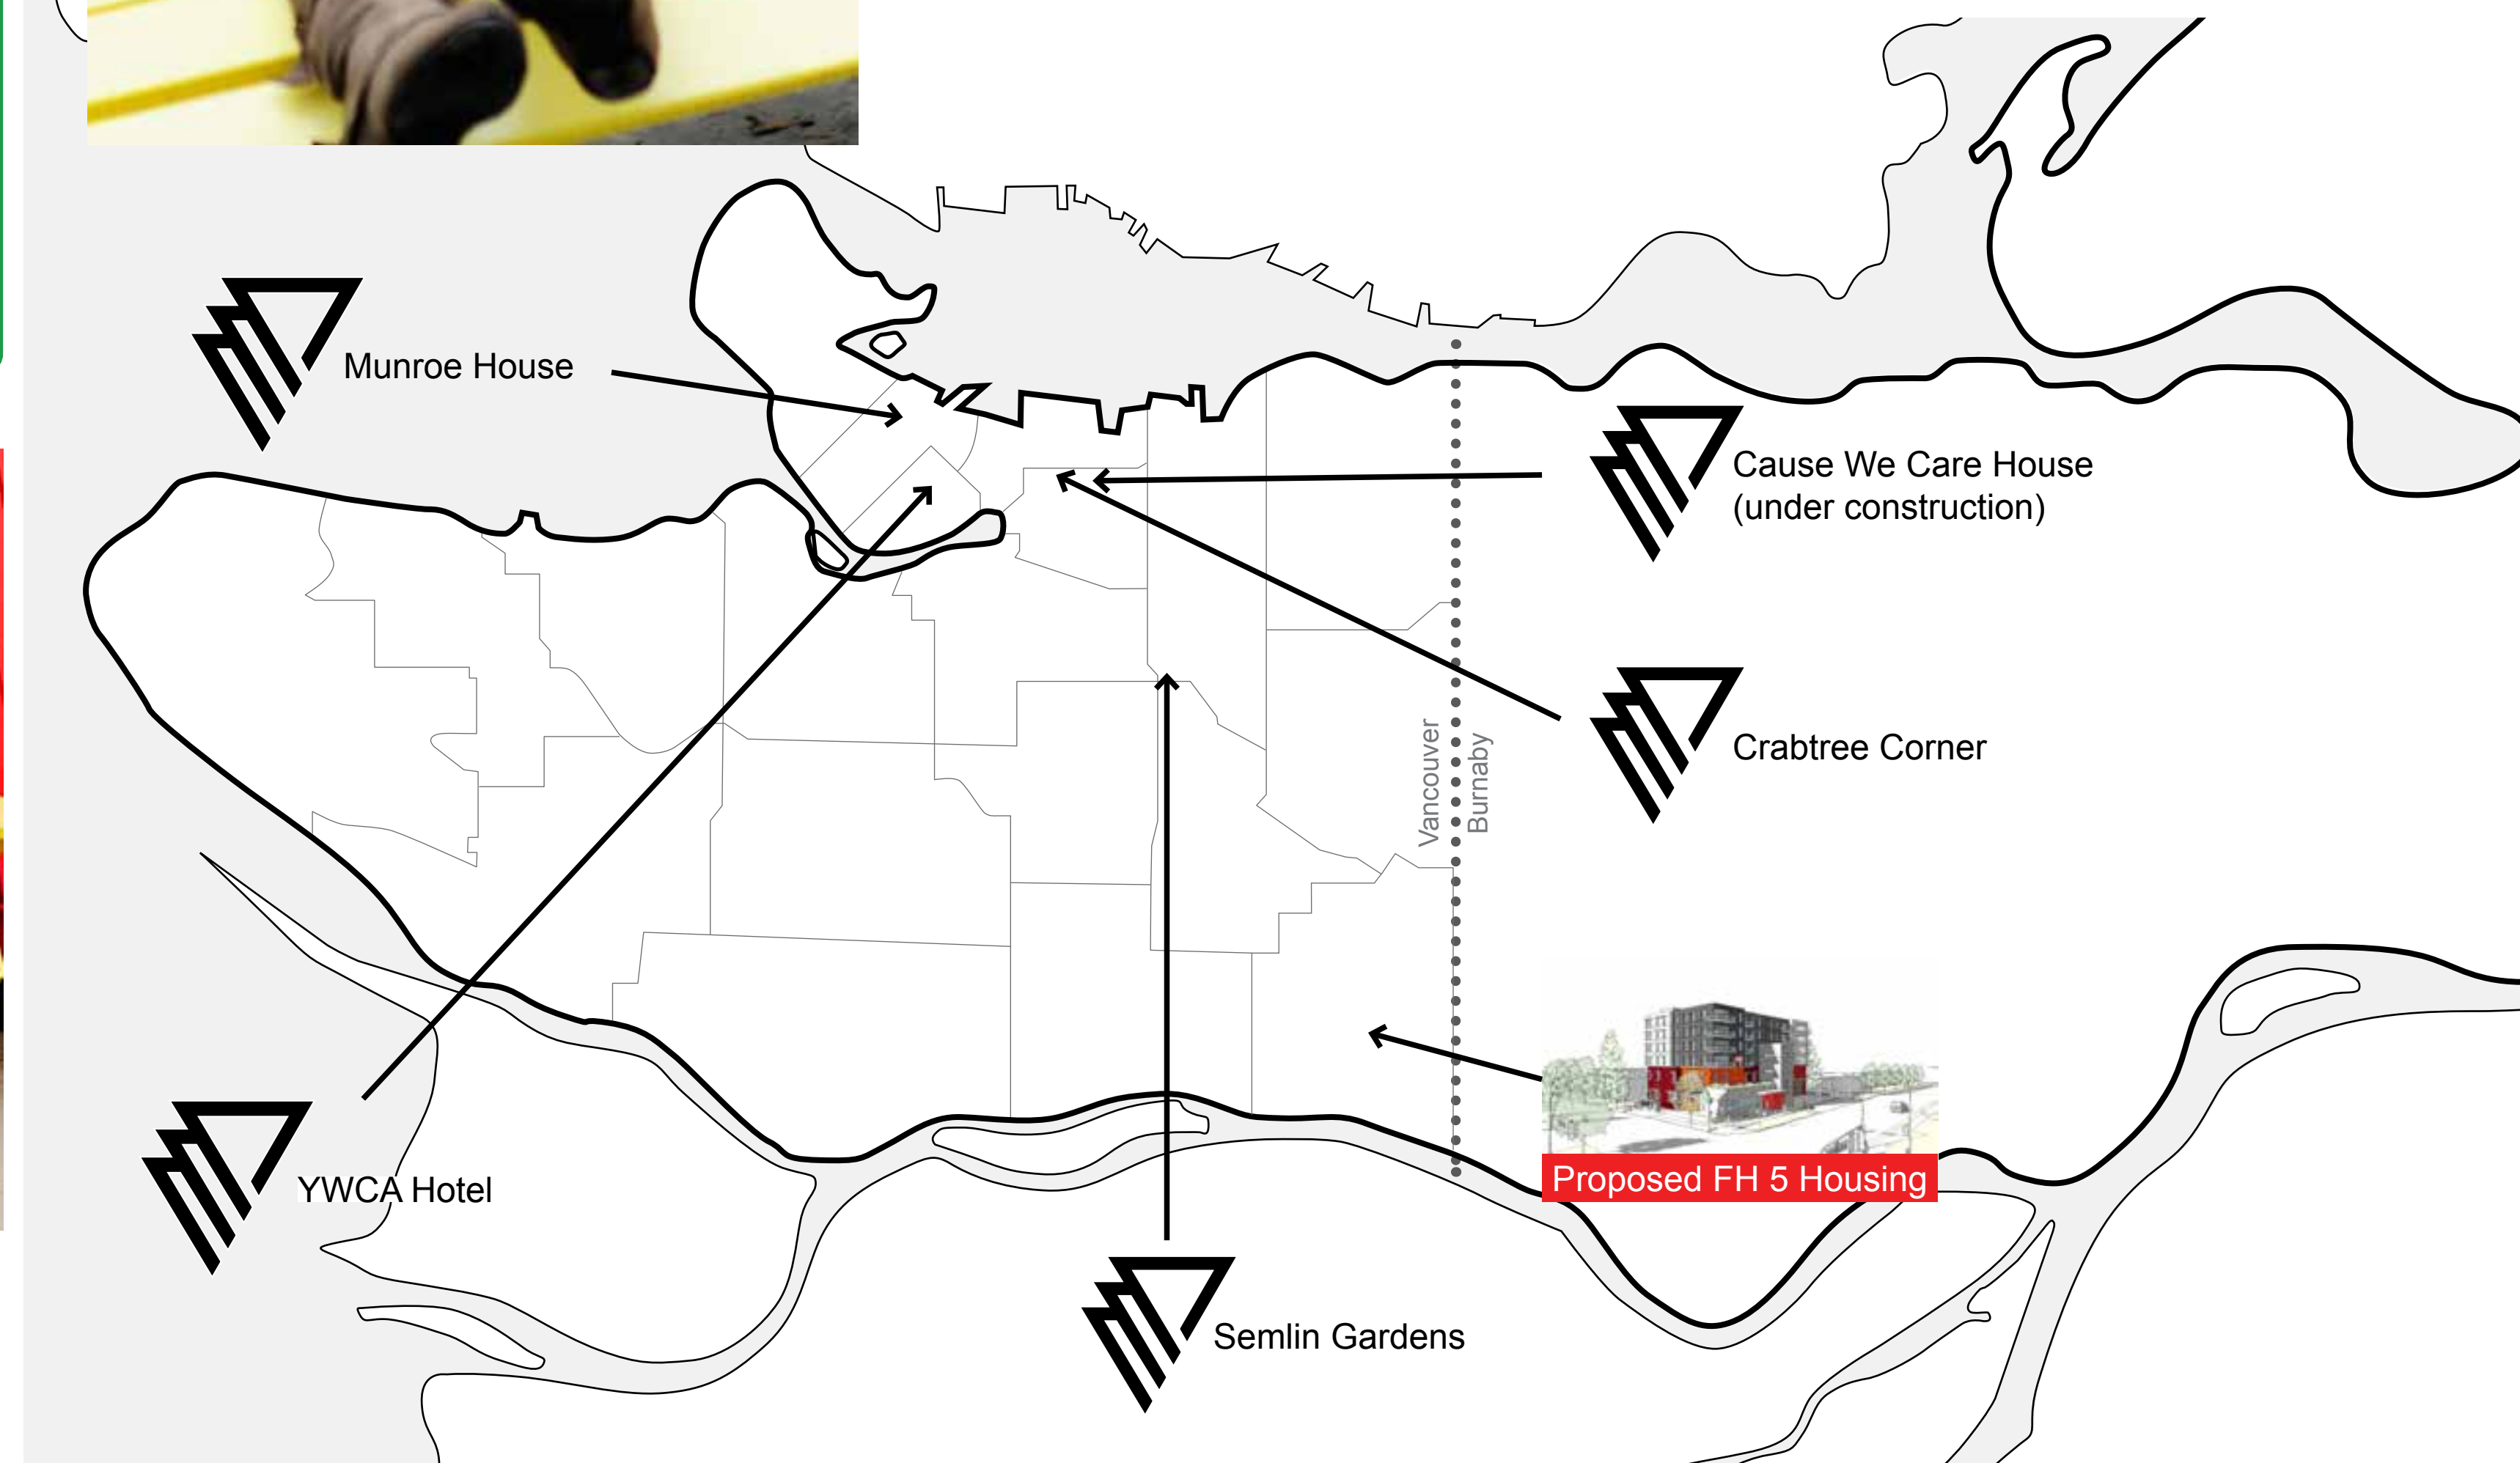 Munroe House
Cause We Care House
(under construction)
Crabtree Corner
Vancouver
Burnaby
Proposed FH 5 Housing
YWCA Hotel
Semlin Gardens